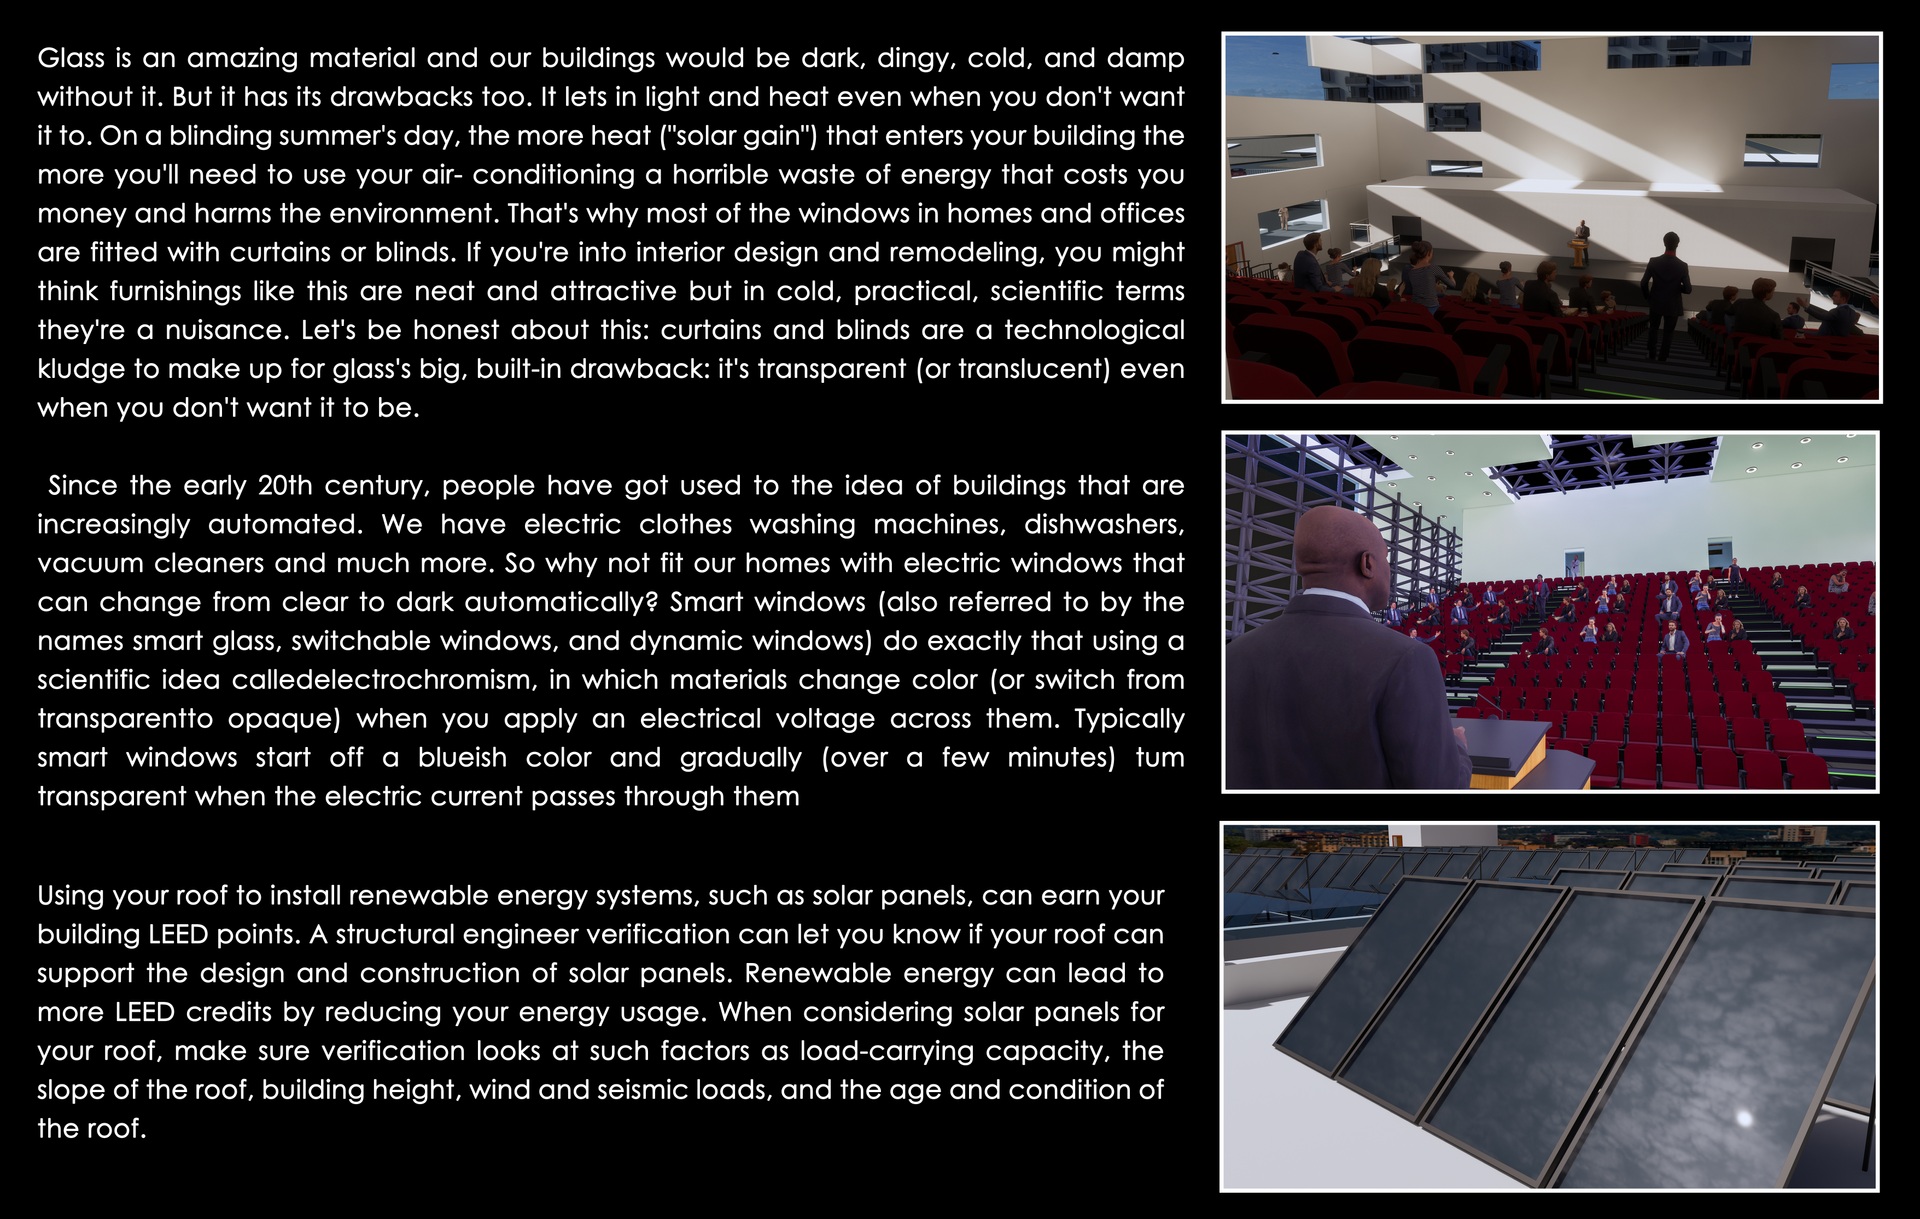 Glass is an amazing material and our buildings would be dark, dingy, cold, and damp
without it. But it has its drawbacks too. It lets in light and heat even when you don't want
it to. On a blinding summer's day, the more heat ("solar gain") that enters your building the
more you'll need to use your air- conditioning a horrible waste of energy that costs you
money and harms the environment. That's why most of the windows in homes and offices
are fitted with curtains or blinds. If you're into interior design and remodeling, you might
think furnishings like this are neat and attractive but in cold, practical, scientific terms
they're a nuisance. Let's be honest about this: curtains and blinds are a technological
kludge to make up for glass's big, built-in drawback: it's transparent (or translucent) even
when you don't want it to be.
Since the early 20th century, people have got used to the idea of buildings that are
increasingly automated. We have electric clothes washing machines, dishwashers,
vacuum cleaners and much more. So why not fit our homes with electric windows that
can change from clear to dark automatically? Smart windows (also referred to by the
names smart glass, switchable windows, and dynamic windows) do exactly that using a
scientific idea calledelectrochromism, in which materials change color (or switch from
transparentto opaque) when you apply an electrical voltage across them. Typically
smart windows start off a blueish color and gradually (over a few minutes) tum
transparent when the electric current passes through them
Using your roof to install renewable energy systems, such as solar panels, can earn your
building LEED points. A structural engineer verification can let you know if your roof can
support the design and construction of solar panels. Renewable energy can lead to
more LEED credits by reducing your energy usage. When considering solar panels for
your roof, make sure verification looks at such factors as load-carrying capacity, the
slope of the roof, building height, wind and seismic loads, and the age and condition of
the roof.